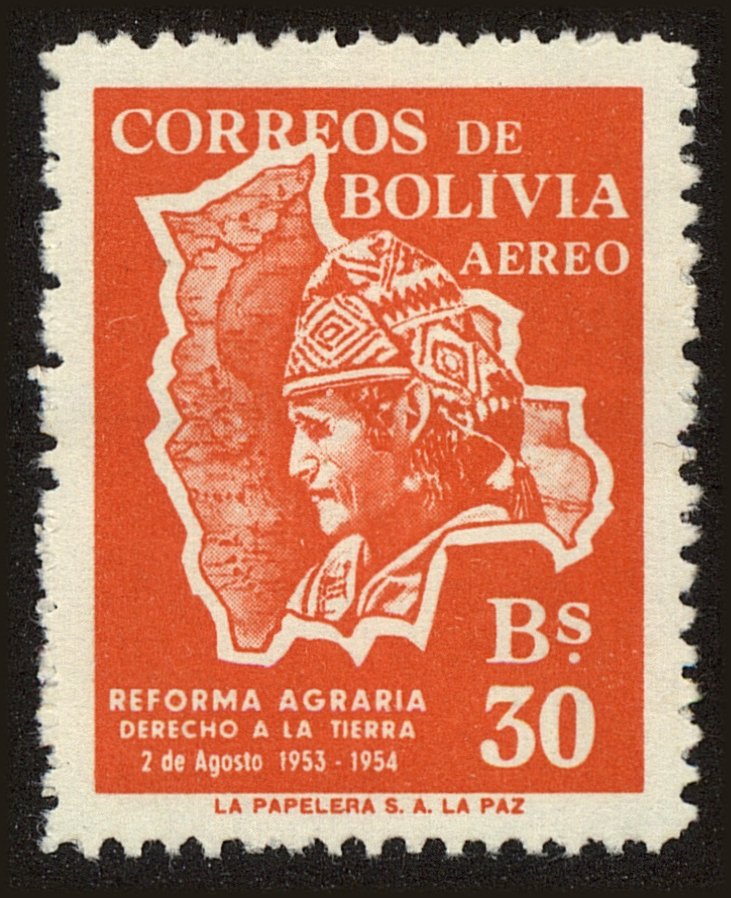 CORREOS DE
BOLIVIA
AEREO
Bs.
30
REFORMA AGRARIA
DERECHO A LA TIERRA
2 de Agosto 1953 - 1954
LA PAPELERA S. A. LA PAZ